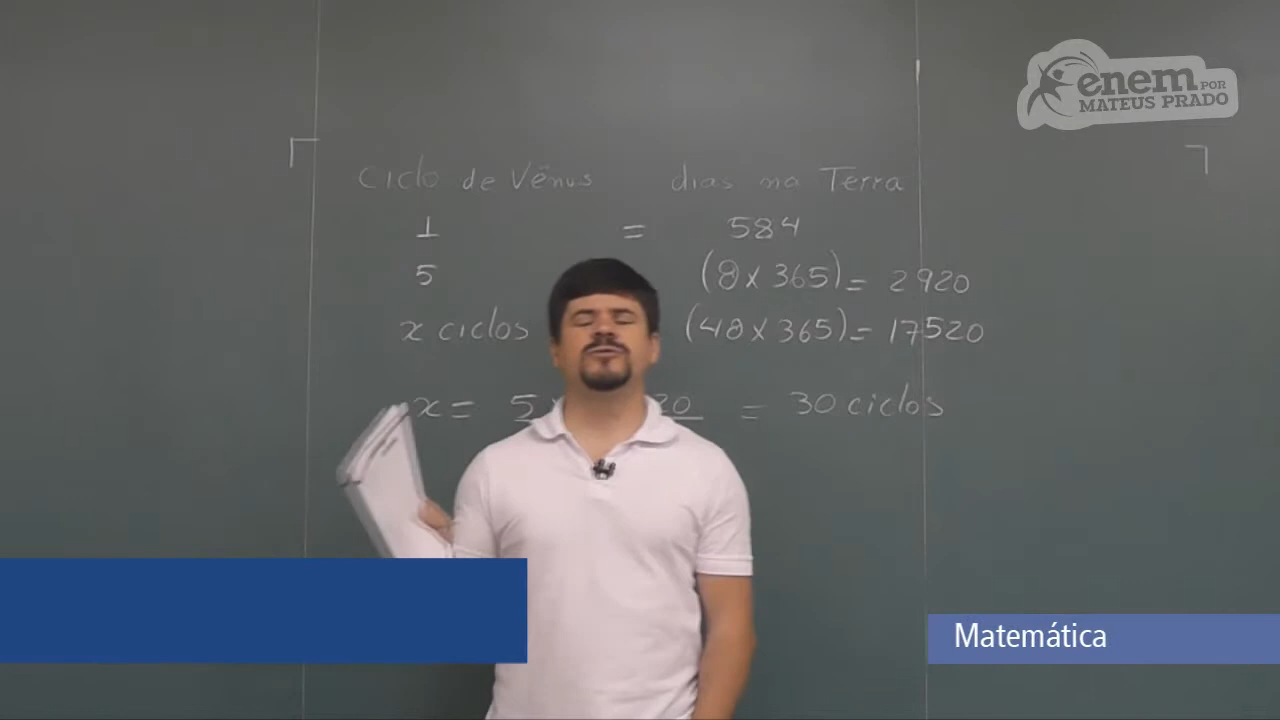 enem POR
MATEUS PRADO
Ciclo de Vênus dias na Terra
1 = 584
5 (8 x 365) = 2920
x ciclos (48 x 365) = 17520
x = 5 20 = 30 ciclos
Matemática